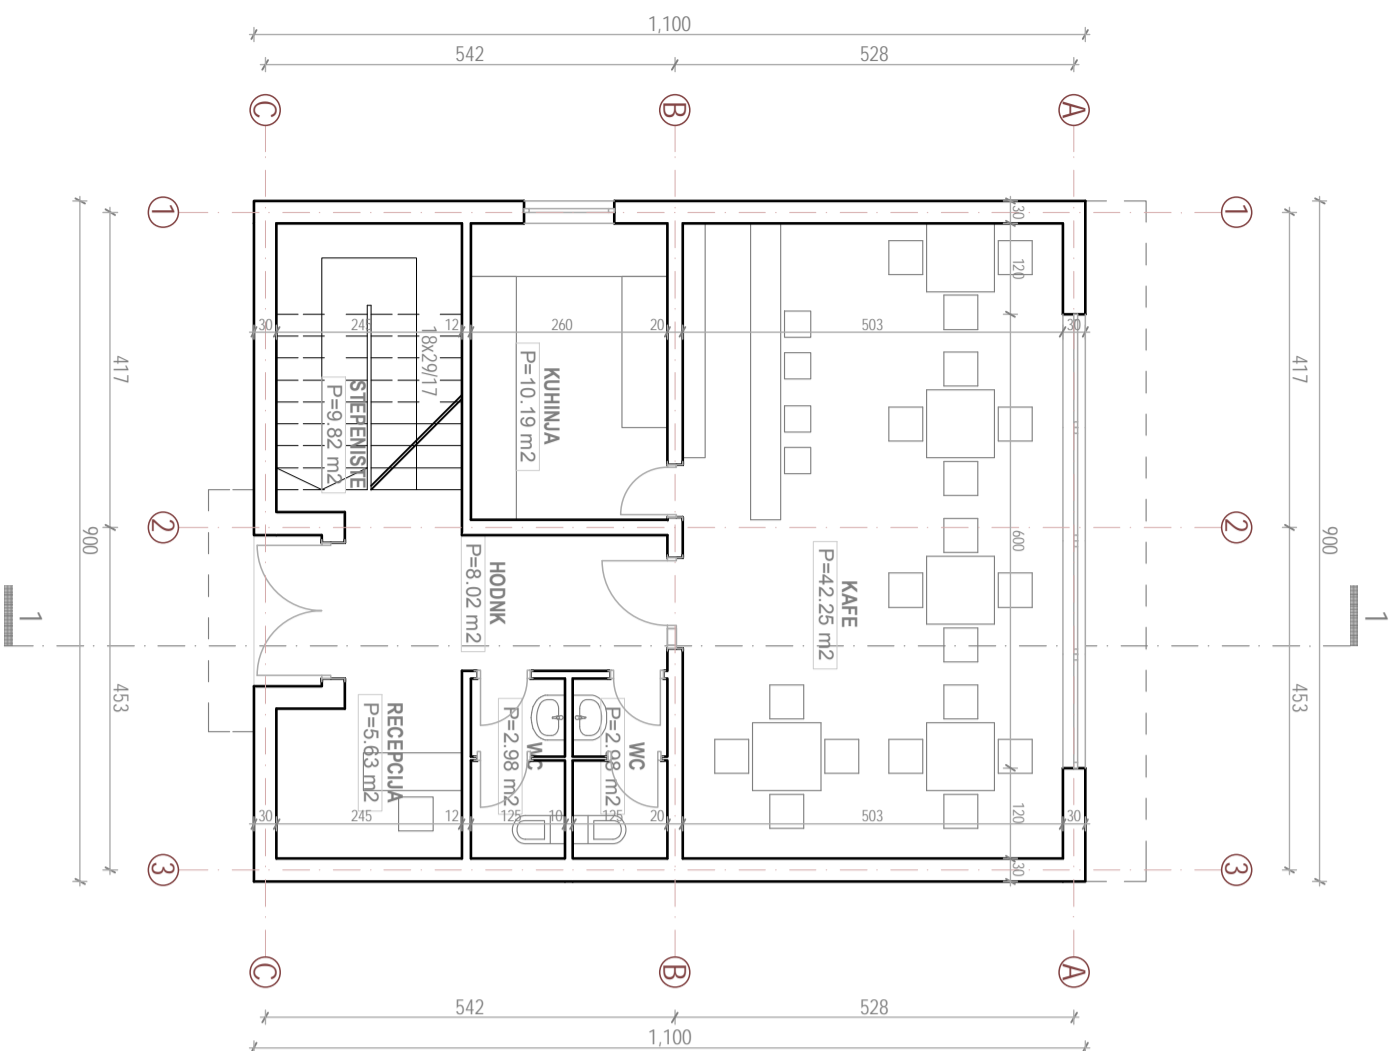 1,100
542
528
C
B
A
1
1
30
120
30
245
12
260
20
503
30
18x29/17
417
417
KUHINJA
P=10.19 m2
STEPENISTE
P=9.82 m2
2
2
900
600
900
HODNK
P=8.02 m2
KAFE
P=42.25 m2
1
1
453
453
RECEPCIJA
P=5.63 m2
WC
P=2.98 m2
WC
P=2.98 m2
30
245
12
125
10
125
20
503
120
30
30
3
3
C
B
A
542
528
1,100